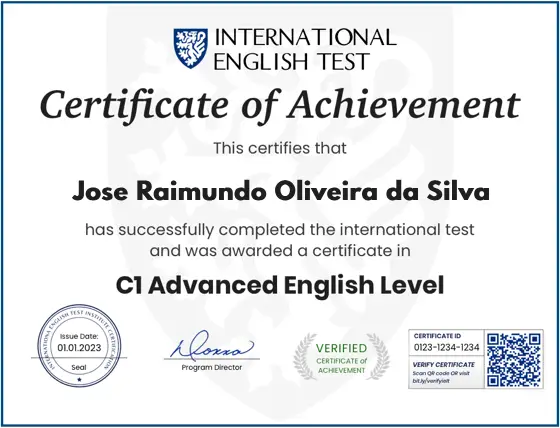 INTERNATIONAL
ENGLISH TEST
Certificate of Achievement
This certifies that
Jose Raimundo Oliveira da Silva
has successfully completed the international test
and was awarded a certificate in
C1 Advanced English Level
INTERNATIONAL ENGLISH TEST INSTITUTE CERTIFICATION
Issue Date:
01.01.2023
Seal
Program Director
VERIFIED
CERTIFICATE of
ACHIEVEMENT
CERTIFICATE ID
0123-1234-1234
VERIFY CERTIFICATE
Scan QR code OR visit
bit.ly/verifyielt